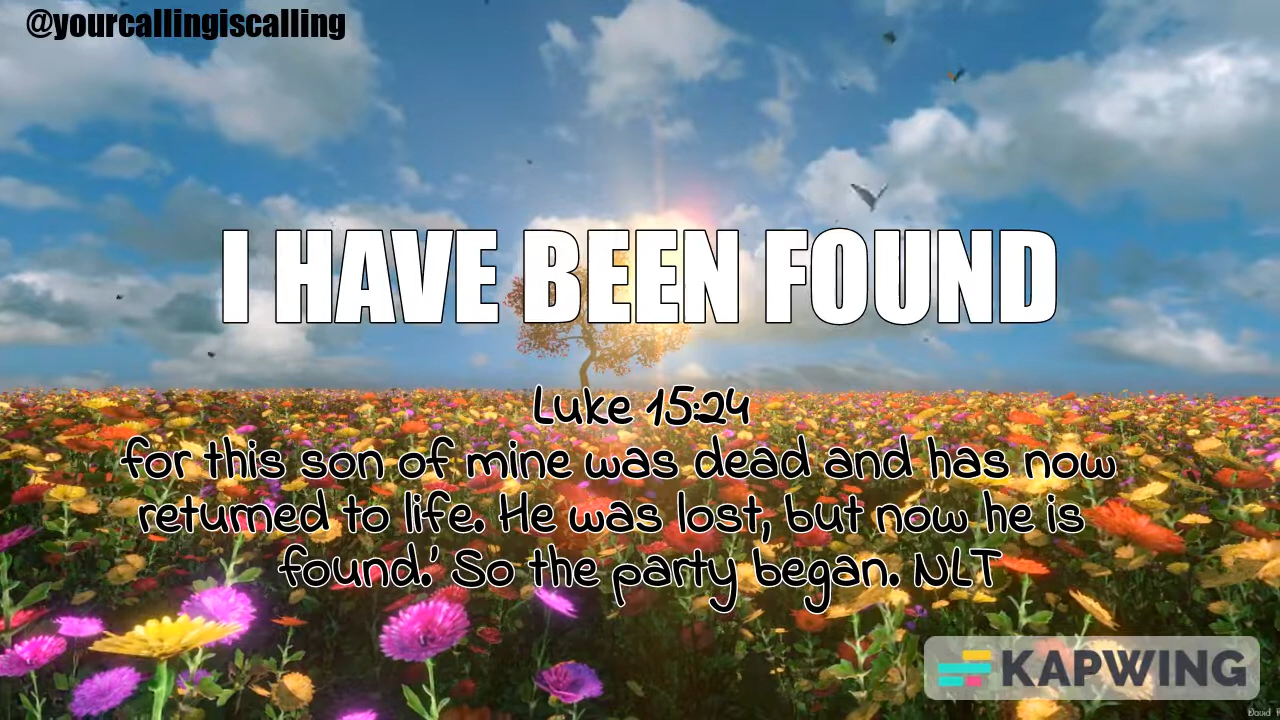 @yourcallingiscalling
I HAVE BEEN FOUND
Luke 15:24
for this son of mine was dead and has now
returned to life. He was lost, but now he is
found.' So the party began. NLT
KAPWING
David